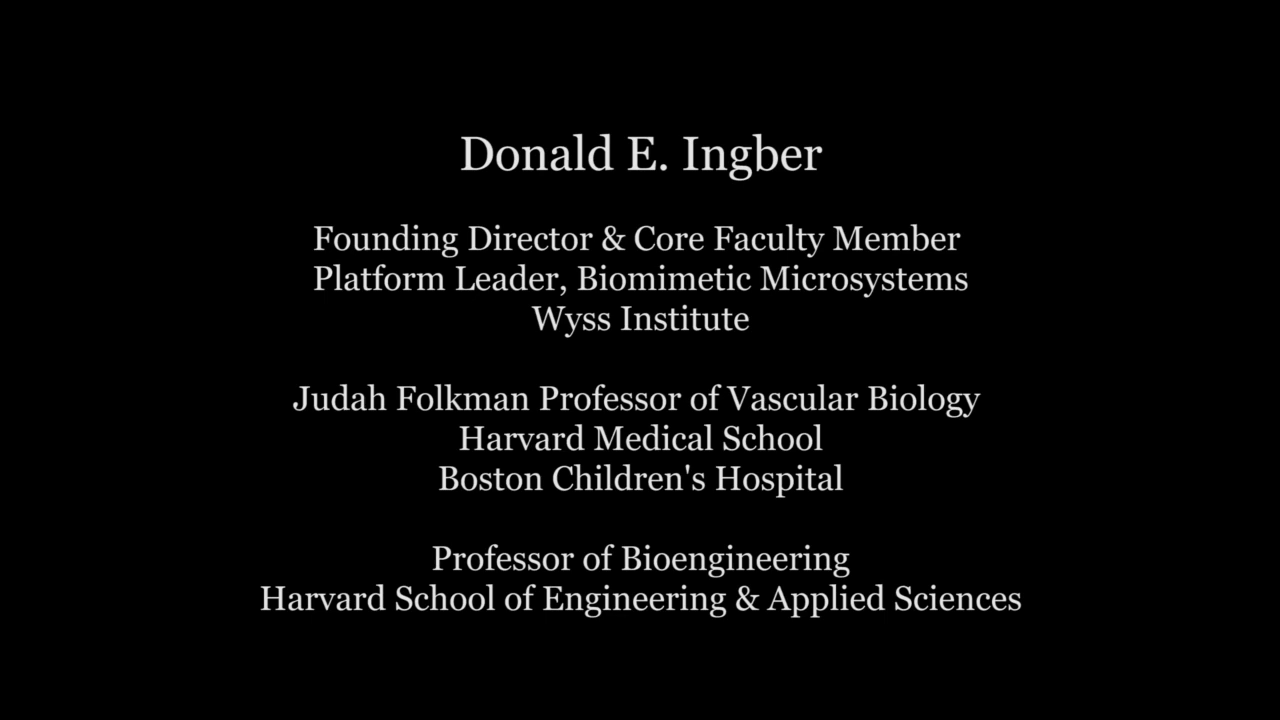 Donald E. Ingber
Founding Director & Core Faculty Member
Platform Leader, Biomimetic Microsystems
Wyss Institute
Judah Folkman Professor of Vascular Biology
Harvard Medical School
Boston Children's Hospital
Professor of Bioengineering
Harvard School of Engineering & Applied Sciences